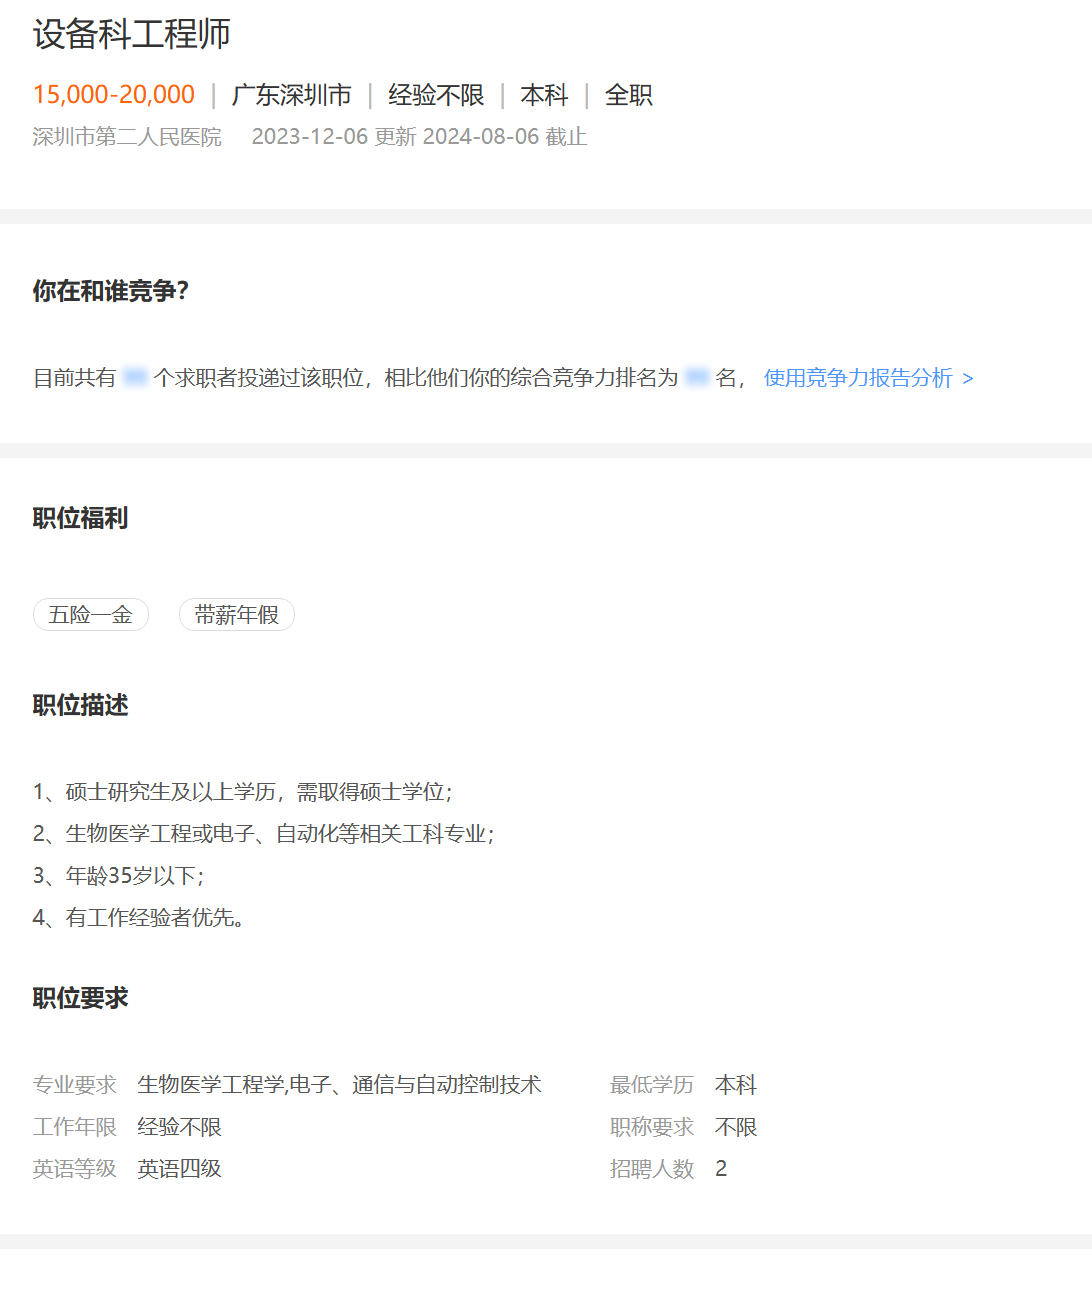 设备科工程师
15,000-20,000 | 广东深圳市 | 经验不限 | 本科 | 全职
深圳市第二人民医院 2023-12-06 更新 2024-08-06 截止
你在和谁竞争?
目前共有 个求职者投递过该职位，相比他们你的综合竞争力排名为 名， 使用竞争力报告分析 >
职位福利
五险一金 带薪年假
职位描述
1、硕士研究生及以上学历，需取得硕士学位；
2、生物医学工程或电子、自动化等相关工科专业；
3、年龄35岁以下；
4、有工作经验者优先。
职位要求
专业要求 生物医学工程学,电子、通信与自动控制技术 最低学历 本科
工作年限 经验不限 职称要求 不限
英语等级 英语四级 招聘人数 2